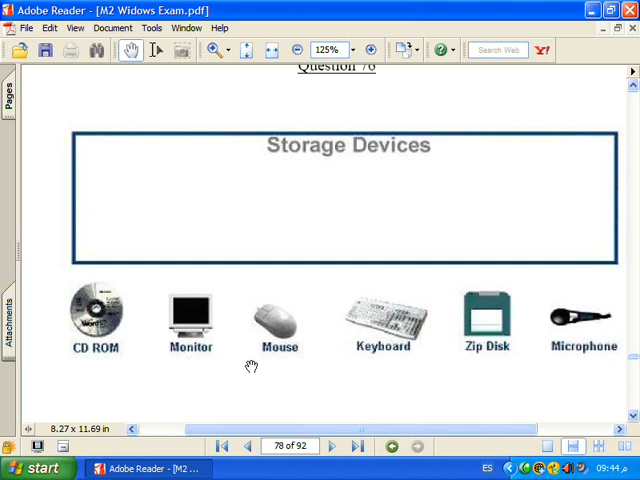 Adobe Reader - [M2 Widows Exam.pdf]
File Edit View Document Tools Window Help
125%
Search Web
Y!
Pages
Attachments
Question 76
Storage Devices
CD ROM Monitor Mouse Keyboard Zip Disk Microphone
8.27 x 11.69 in
78 of 92
start
Adobe Reader - [M2 ...
ES
09:44 م